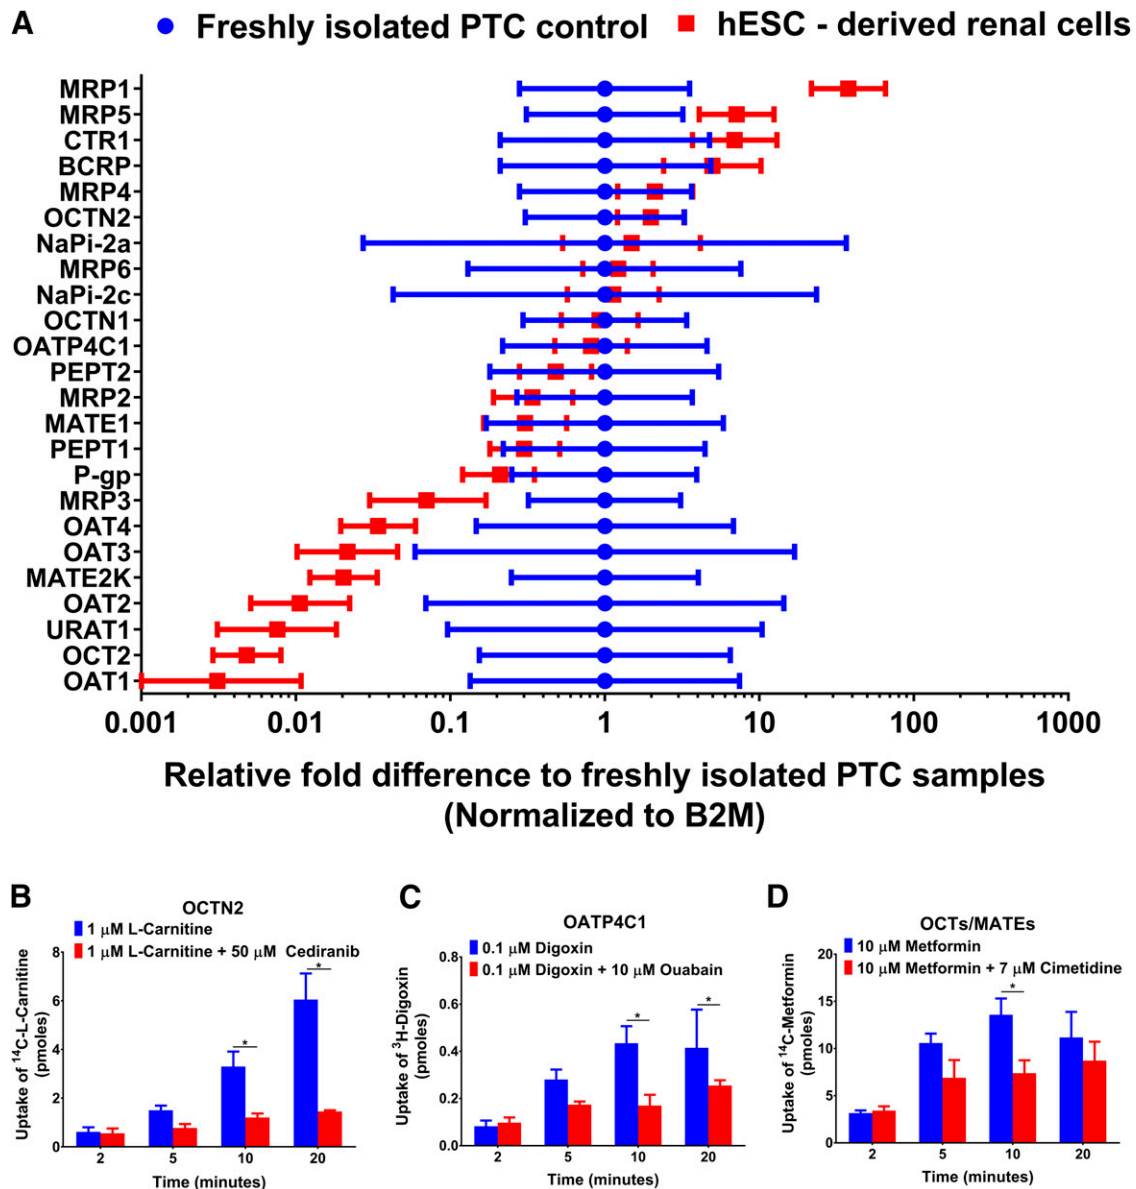 A
Freshly isolated PTC control
hESC - derived renal cells
MRP1
MRP5
CTR1
BCRP
MRP4
OCTN2
NaPi-2a
MRP6
NaPi-2c
OCTN1
OATP4C1
PEPT2
MRP2
MATE1
PEPT1
P-gp
MRP3
OAT4
OAT3
MATE2K
OAT2
URAT1
OCT2
OAT1
0.001 0.01 0.1 1 10 100 1000
Relative fold difference to freshly isolated PTC samples
(Normalized to B2M)
B
OCTN2
1 μM L-Carnitine
1 μM L-Carnitine + 50 μM Cediranib
Uptake of ¹⁴C-L-Carnitine
(pmoles)
8
6
4
2
0
*
*
2 5 10 20
Time (minutes)
C
OATP4C1
0.1 μM Digoxin
0.1 μM Digoxin + 10 μM Ouabain
Uptake of ³H-Digoxin
(pmoles)
0.8
0.6
0.4
0.2
0.0
*
*
2 5 10 20
Time (minutes)
D
OCTs/MATEs
10 μM Metformin
10 μM Metformin + 7 μM Cimetidine
Uptake of ¹⁴C-Metformin
(pmoles)
20
15
10
5
0
*
2 5 10 20
Time (minutes)